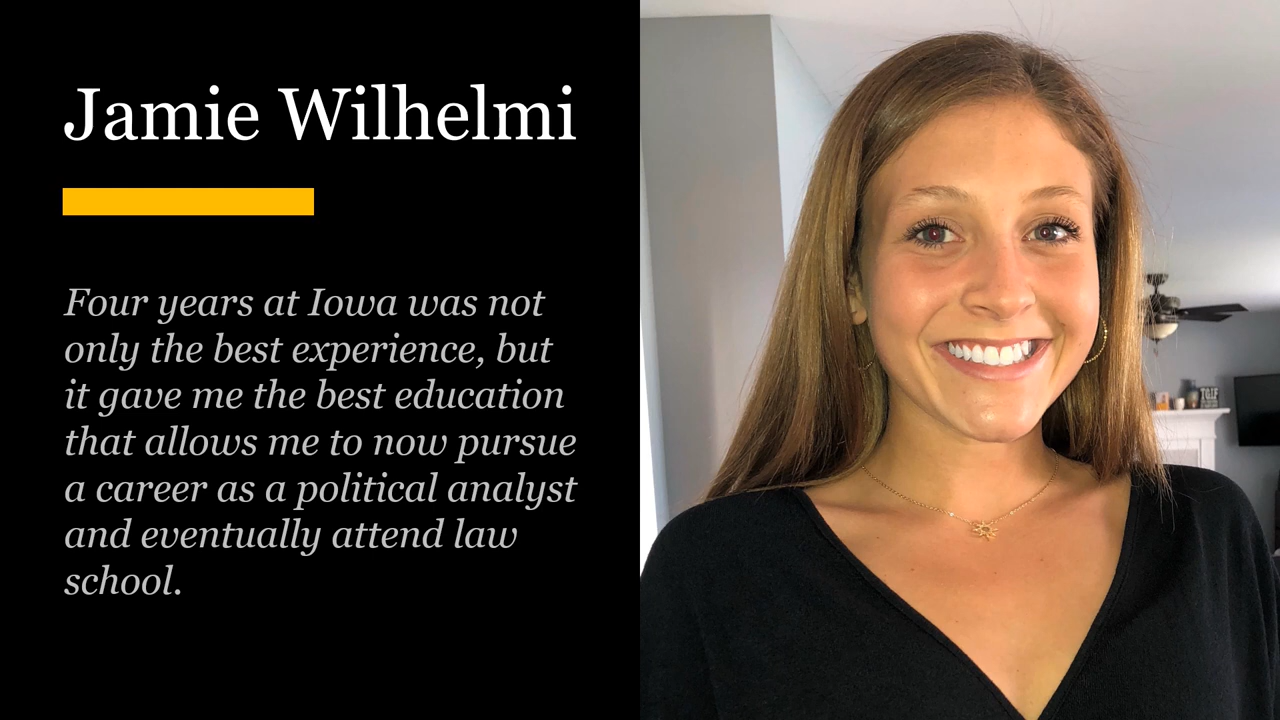 Jamie Wilhelmi
Four years at Iowa was not
only the best experience, but
it gave me the best education
that allows me to now pursue
a career as a political analyst
and eventually attend law
school.
TGIF